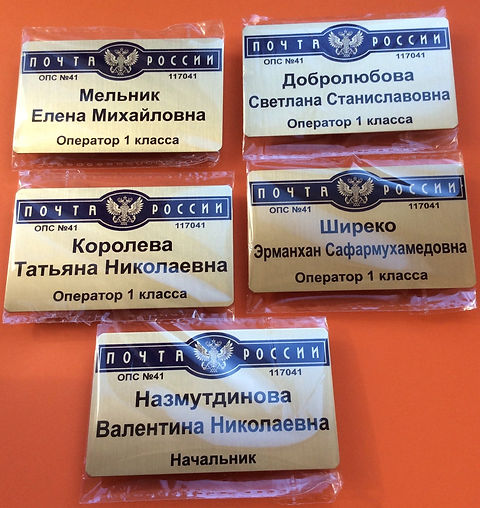 ПОЧТА РОССИИ
ОПС №41 117041
Мельник
Елена Михайловна
Оператор 1 класса
ПОЧТА РОССИИ
ОПС №41 117041
Добролюбова
Светлана Станиславовна
Оператор 1 класса
ПОЧТА РОССИИ
ОПС №41 117041
Королева
Татьяна Николаевна
Оператор 1 класса
ПОЧТА РОССИИ
ОПС №41 117041
Ширеко
Эрманхан Сафармухамедовна
Оператор 1 класса
ПОЧТА РОССИИ
ОПС №41 117041
Назмутдинова
Валентина Николаевна
Начальник